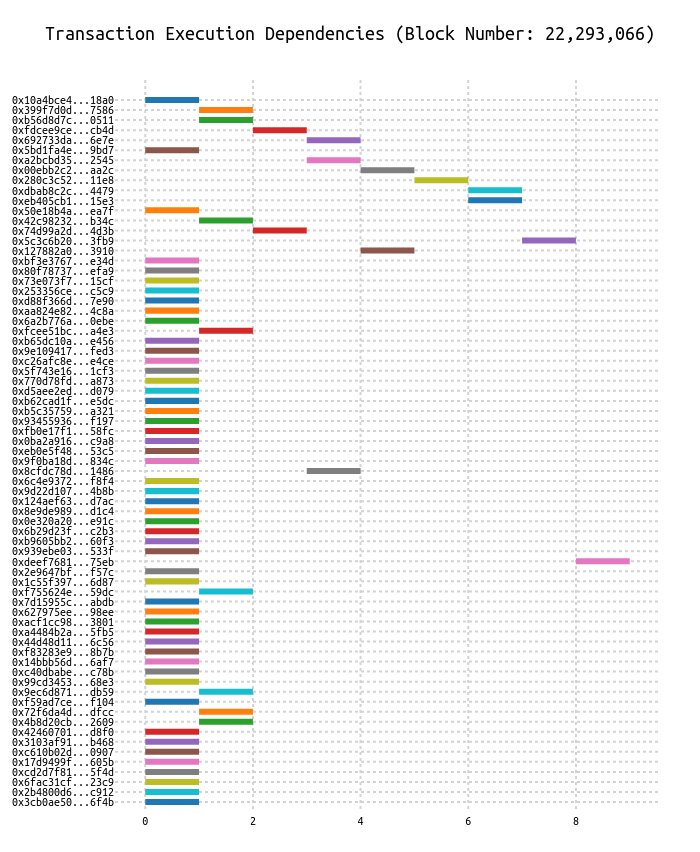 Transaction Execution Dependencies (Block Number: 22,293,066)
0x10a4bce4...18a0
0x399f7d0d...7586
0xb56d8d7c...0511
0xfdcee9ce...cb4d
0x692733da...6e7e
0x5bd1fa4e...9bd7
0xa2bcbd35...2545
0x00ebb2c2...aa2c
0x280c3c52...11e8
0xdbab8c2c...4479
0xeb405cb1...15e3
0x50e18b4a...ea7f
0x42c98232...b34c
0x74d99a2d...4d3b
0x5c3c6b20...3fb9
0x127882a0...3910
0xbf3e3767...e34d
0x80f78737...efa9
0x73e073f7...15cf
0x253356ce...c5c9
0xd88f366d...7e90
0xaa824e82...4c8a
0x6a2b776a...0ebe
0xfcee51bc...a4e3
0xb65dc10a...e456
0x9e109417...fed3
0xc26afc8e...e4ce
0x5f743e16...1cf3
0x770d78fd...a873
0xd5aee2ed...d079
0xb62cad1f...e5dc
0xb5c35759...a321
0x93455936...f197
0xfb0e17f1...58fc
0x0ba2a916...c9a8
0xeb0e5f48...53c5
0x9f0ba18d...834c
0x8cfdc78d...1486
0x6c4e9372...f8f4
0x9d22d107...4b8b
0x124aef63...d7ac
0x8e9de989...d1c4
0x0e320a20...e91c
0x6b29d23f...c2b3
0xb9605bb2...60f3
0x939ebe03...533f
0xdeef7681...75eb
0x2e9647bf...f57c
0x1c55f397...6d87
0xf755624e...59dc
0x7d15955c...abdb
0x627975ee...98ee
0xacf1cc98...3801
0xa4484b2a...5fb5
0x44d48d11...6c56
0xf83283e9...8b7b
0x14bbb56d...6af7
0xc40dbabe...c78b
0x99cd3453...68e3
0x9ec6d871...db59
0xf59ad7ce...f104
0x72f6da4d...dfcc
0x4b8d20cb...2609
0x42460701...d8f0
0x3103af91...b468
0xc610b02d...0907
0x17d9499f...605b
0xcd2d7f81...5f4d
0x6fac31cf...23c9
0x2b4800d6...c912
0x3cb0ae50...6f4b
0 2 4 6 8